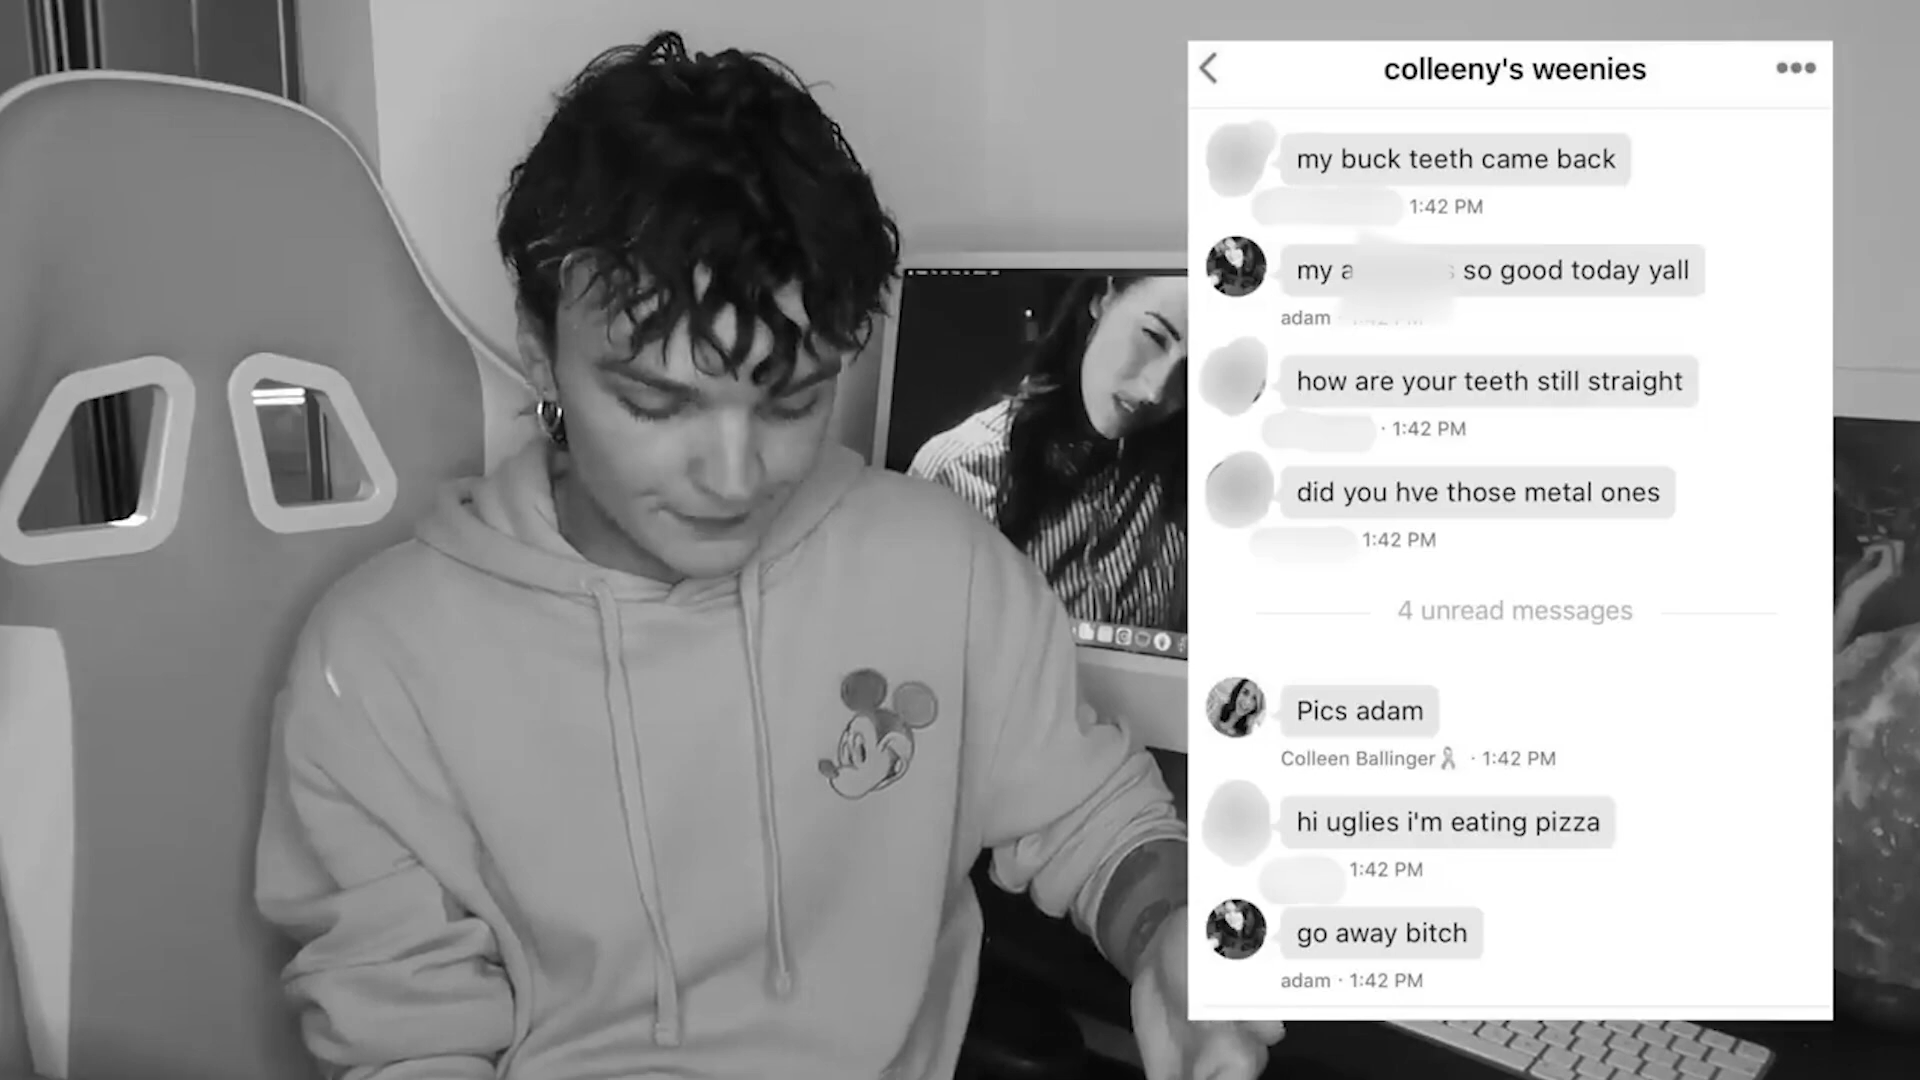 colleeny's weenies
my buck teeth came back
1:42 PM
my a so good today yall
adam
how are your teeth still straight
· 1:42 PM
did you hve those metal ones
1:42 PM
4 unread messages
Pics adam
Colleen Ballinger · 1:42 PM
hi uglies i'm eating pizza
1:42 PM
go away bitch
adam · 1:42 PM